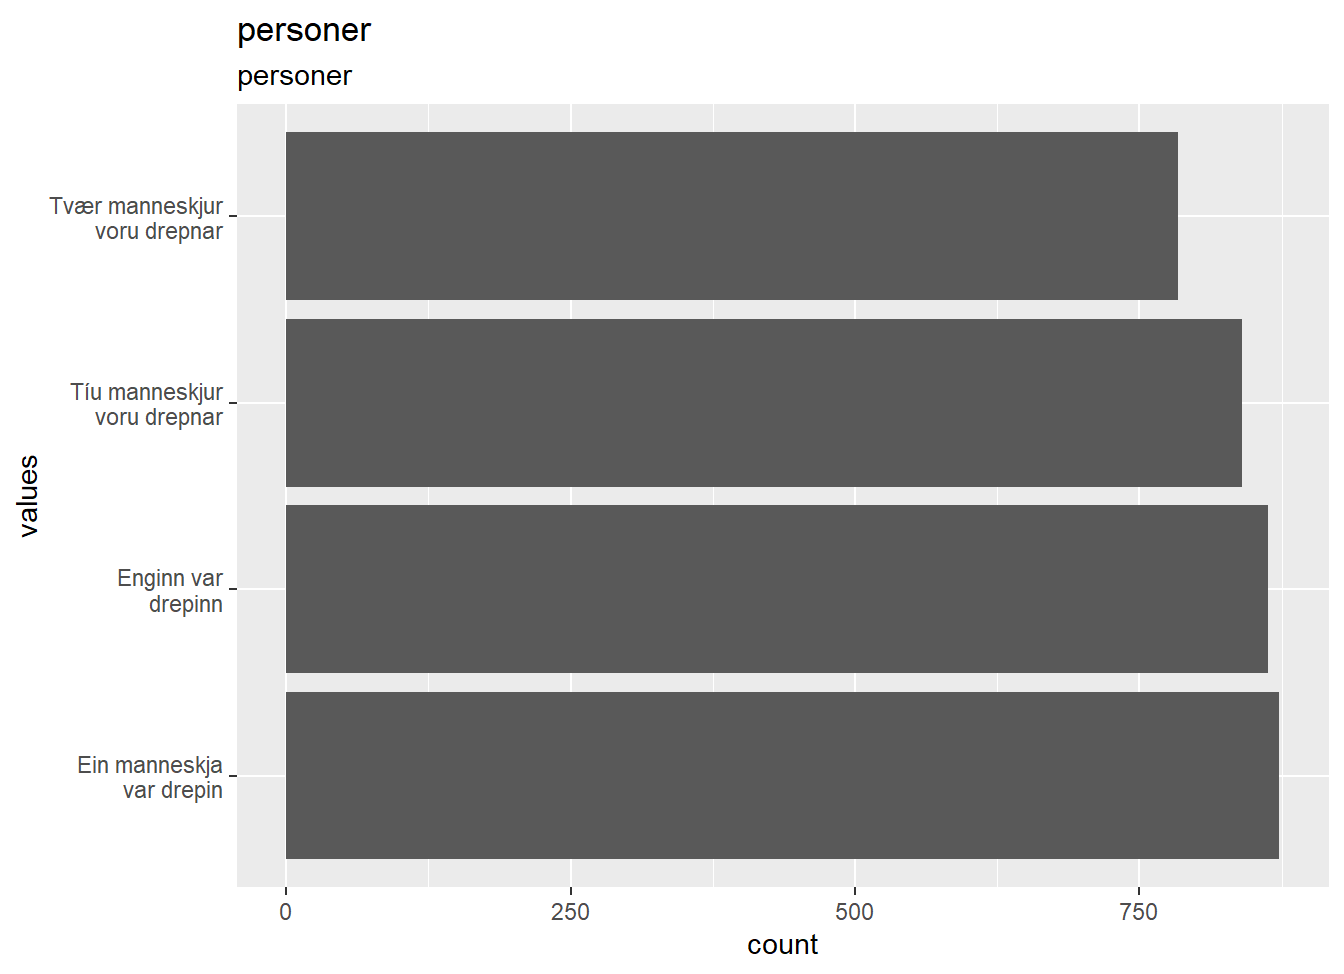 personer
personer
Tvær manneskjur
voru drepnar
Tíu manneskjur
voru drepnar
Enginn var
drepinn
Ein manneskja
var drepin
values
0
250
500
750
count